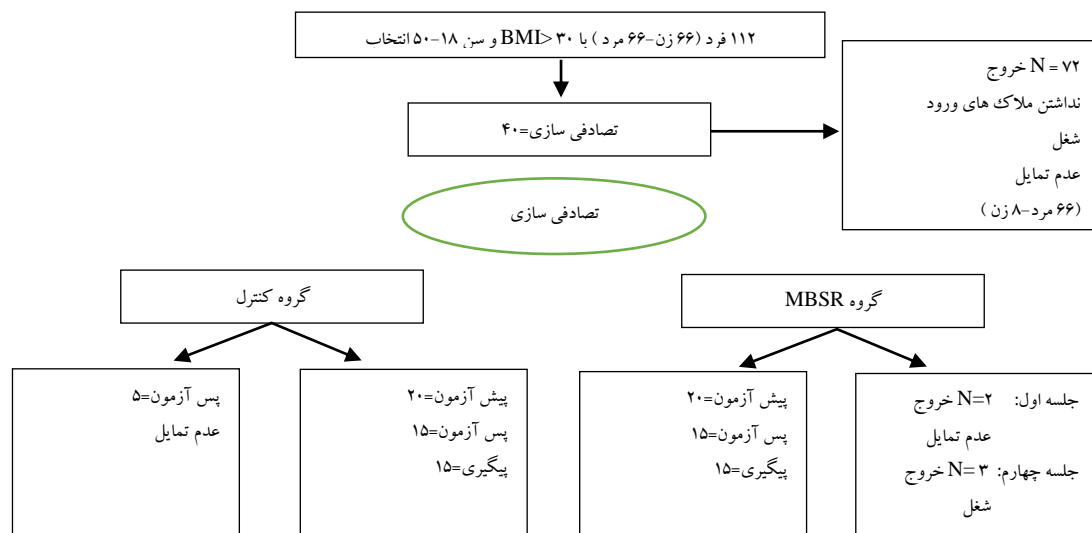 ۱۱۲ فرد (۶۶ زن-۶۶ مرد ) با BMI>۳۰ و سن ۱۸-۵۰ انتخاب
N = ۷۲ خروج
نداشتن ملاک های ورود
شغل
عدم تمایل
(۶۶ مرد-۸ زن )
تصادفی سازی=۴۰
تصادفی سازی
گروه MBSR
گروه کنترل
جلسه اول: N=۲ خروج
عدم تمایل
جلسه چهارم: N= ۳ خروج
شغل
پیش آزمون=۲۰
پس آزمون=۱۵
پیگیری=۱۵
پیش آزمون=۲۰
پس آزمون=۱۵
پیگیری=۱۵
پس آزمون=۵
عدم تمایل